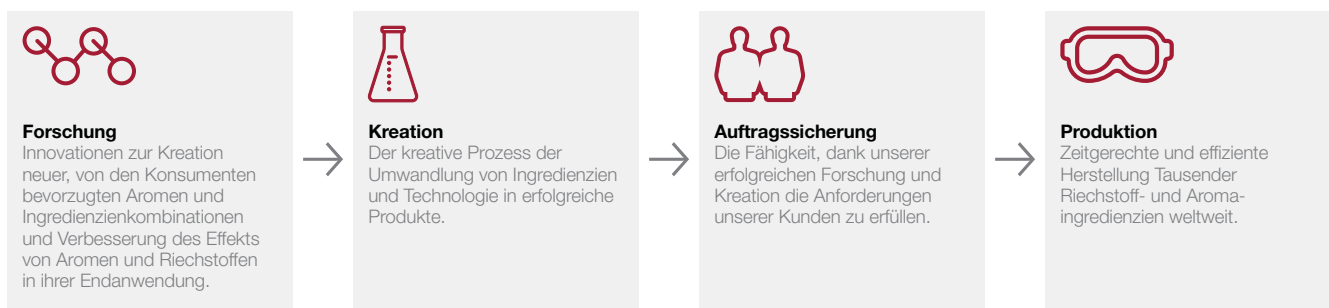 Forschung
Innovationen zur Kreation
neuer, von den Konsumenten
bevorzugten Aromen und
Ingredienzienkombinationen
und Verbesserung des Effekts
von Aromen und Riechstoffen
in ihrer Endanwendung.
Kreation
Der kreative Prozess der
Umwandlung von Ingredienzien
und Technologie in erfolgreiche
Produkte.
Auftragssicherung
Die Fähigkeit, dank unserer
erfolgreichen Forschung und
Kreation die Anforderungen
unserer Kunden zu erfüllen.
Produktion
Zeitgerechte und effiziente
Herstellung Tausender
Riechstoff- und Aroma-
ingredienzien weltweit.